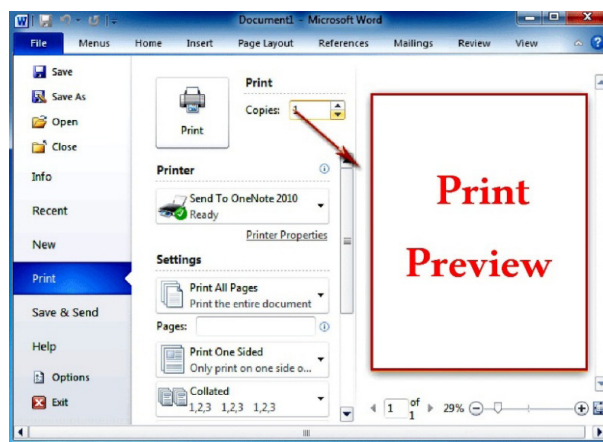 Document1 - Microsoft Word
File Menus Home Insert Page Layout References Mailings Review View
Save
Save As
Open
Close
Info
Recent
New
Print
Save & Send
Help
Options
Exit
Print
Print
Copies: 1
Printer
Send To OneNote 2010
Ready
Printer Properties
Settings
Print All Pages
Print the entire document
Pages:
Print One Sided
Only print on one side o...
Collated
1,2,3 1,2,3 1,2,3
Print
Preview
1 of 1
29%